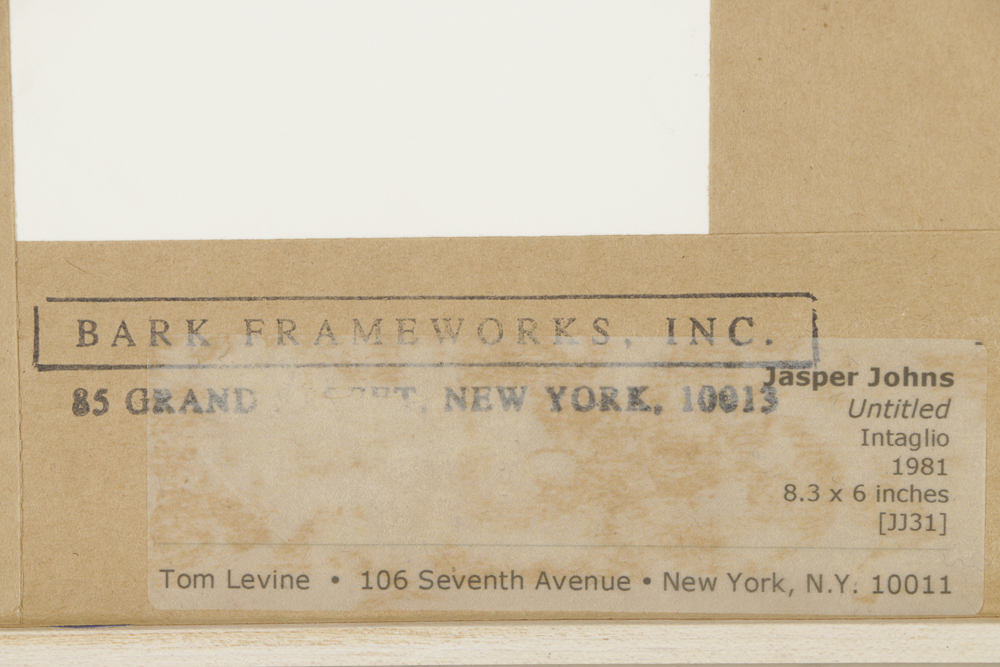 BARK FRAMEWORKS, INC.
85 GRAND STREET, NEW YORK, 10013
Jasper Johns
Untitled
Intaglio
1981
8.3 x 6 inches
[JJ31]
Tom Levine • 106 Seventh Avenue • New York, N.Y. 10011